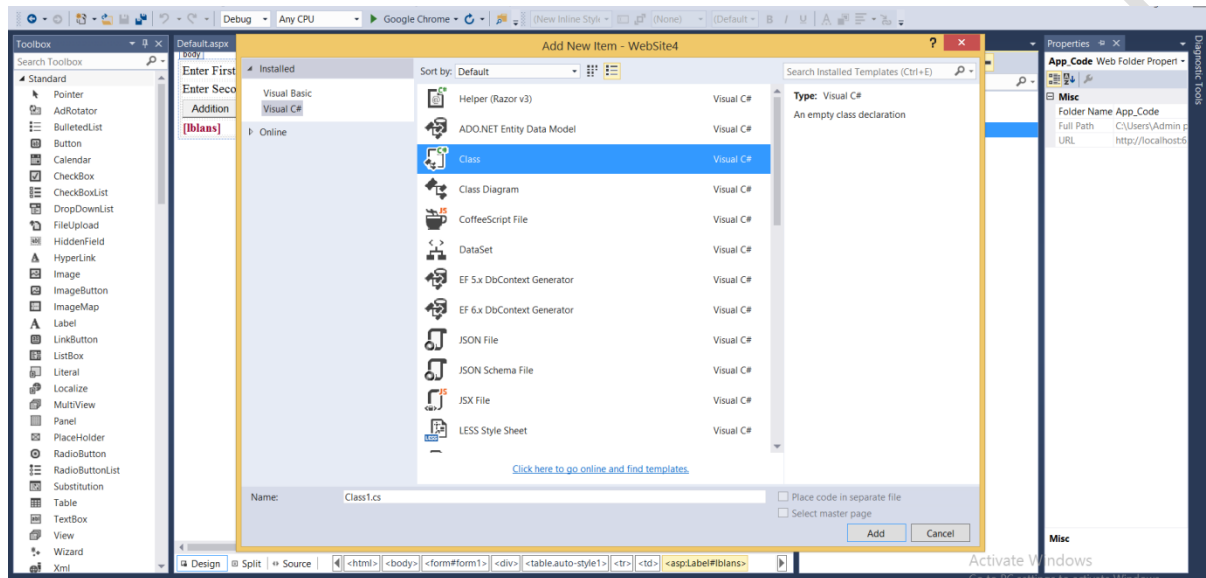 Debug
Any CPU
Google Chrome
(New Inline Style
(None)
(Default
B I U A
Toolbox
Search Toolbox
Standard
Pointer
AdRotator
BulletedList
Button
Calendar
CheckBox
CheckBoxList
DropDownList
FileUpload
HiddenField
HyperLink
Image
ImageButton
ImageMap
Label
LinkButton
ListBox
Literal
Localize
MultiView
Panel
PlaceHolder
RadioButton
RadioButtonList
Substitution
Table
TextBox
View
Wizard
Xml
Default.aspx
body
Enter First
Enter Seco
Addition
[lblans]
Add New Item - WebSite4
Installed
Visual Basic
Visual C#
Online
Sort by: Default
Search Installed Templates (Ctrl+E)
Helper (Razor v3) Visual C#
ADO.NET Entity Data Model Visual C#
Class Visual C#
Class Diagram Visual C#
CoffeeScript File Visual C#
DataSet Visual C#
EF 5.x DbContext Generator Visual C#
EF 6.x DbContext Generator Visual C#
JSON File Visual C#
JSON Schema File Visual C#
JSX File Visual C#
LESS Style Sheet Visual C#
Click here to go online and find templates.
Type: Visual C#
An empty class declaration
Name: Class1.cs
Place code in separate file
Select master page
Add
Cancel
Design
Split
Source
<html> <body> <form#form1> <div> <table.auto-style1> <tr> <td> <asp:Label#lblans>
Properties
App_Code Web Folder Propert
Misc
Folder Name App_Code
Full Path C:\Users\Admin p
URL http://localhost:6
Misc
Diagnostic Tools
Activate Windows